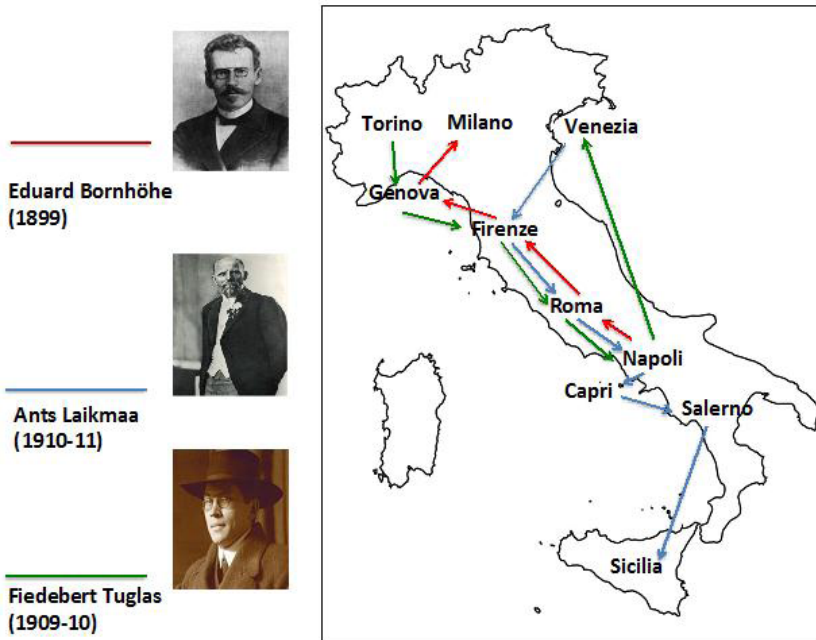 Eduard Bornhöhe
(1899)
Ants Laikmaa
(1910-11)
Fiedebert Tuglas
(1909-10)
Torino
Milano
Venezia
Genova
Firenze
Roma
Napoli
Capri
Salerno
Sicilia